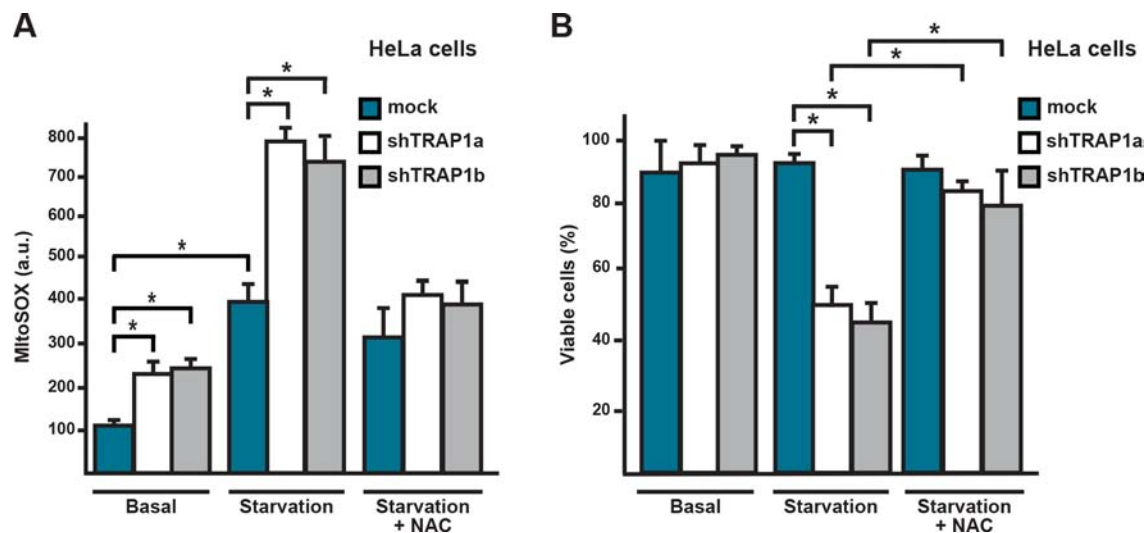 A
HeLa cells
mock
shTRAP1a
shTRAP1b
MitoSOX (a.u.)
800
700
600
500
400
300
200
100
*
*
*
*
*
Basal
Starvation
Starvation
+ NAC
B
HeLa cells
mock
shTRAP1a
shTRAP1b
Viable cells (%)
100
80
60
40
20
*
*
*
*
Basal
Starvation
Starvation
+ NAC